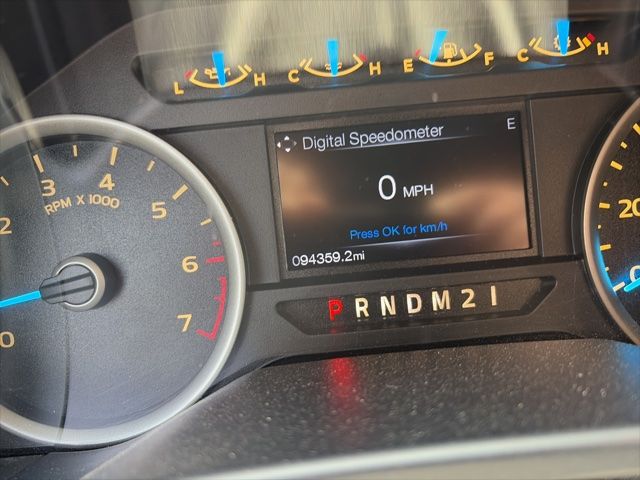 L H C H E F C H
Digital Speedometer E
0 MPH
Press OK for km/h
094359.2mi
P R N D M 2 1
0 2 3 4 5 6 7
RPM X 1000
20
0